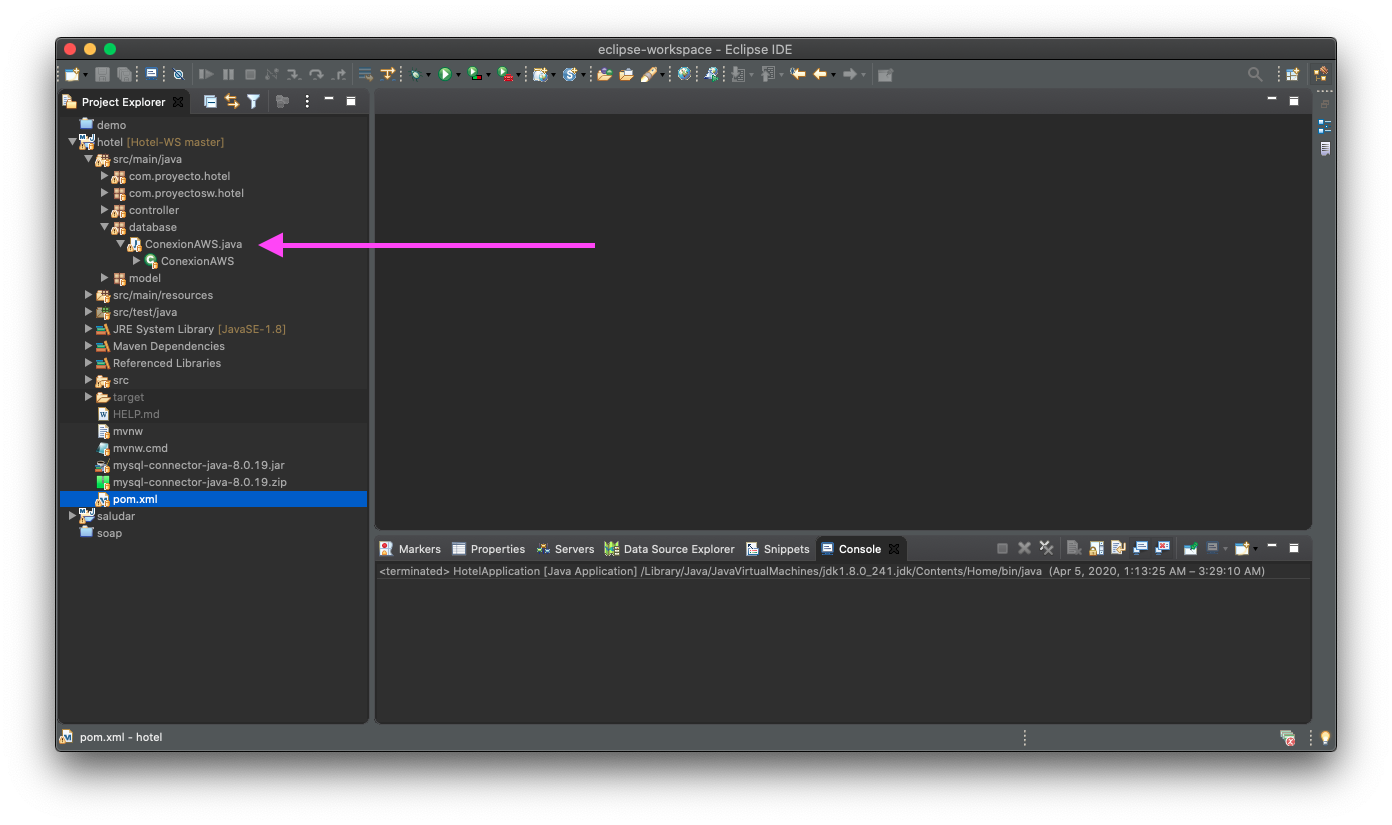 eclipse-workspace - Eclipse IDE
Project Explorer
demo
hotel [Hotel-WS master]
src/main/java
com.proyecto.hotel
com.proyectosw.hotel
controller
database
ConexionAWS.java
ConexionAWS
model
src/main/resources
src/test/java
JRE System Library [JavaSE-1.8]
Maven Dependencies
Referenced Libraries
src
target
HELP.md
mvnw
mvnw.cmd
mysql-connector-java-8.0.19.jar
mysql-connector-java-8.0.19.zip
pom.xml
saludar
soap
Markers Properties Servers Data Source Explorer Snippets Console
<terminated> HotelApplication [Java Application] /Library/Java/JavaVirtualMachines/jdk1.8.0_241.jdk/Contents/Home/bin/java (Apr 5, 2020, 1:13:25 AM – 3:29:10 AM)
pom.xml - hotel